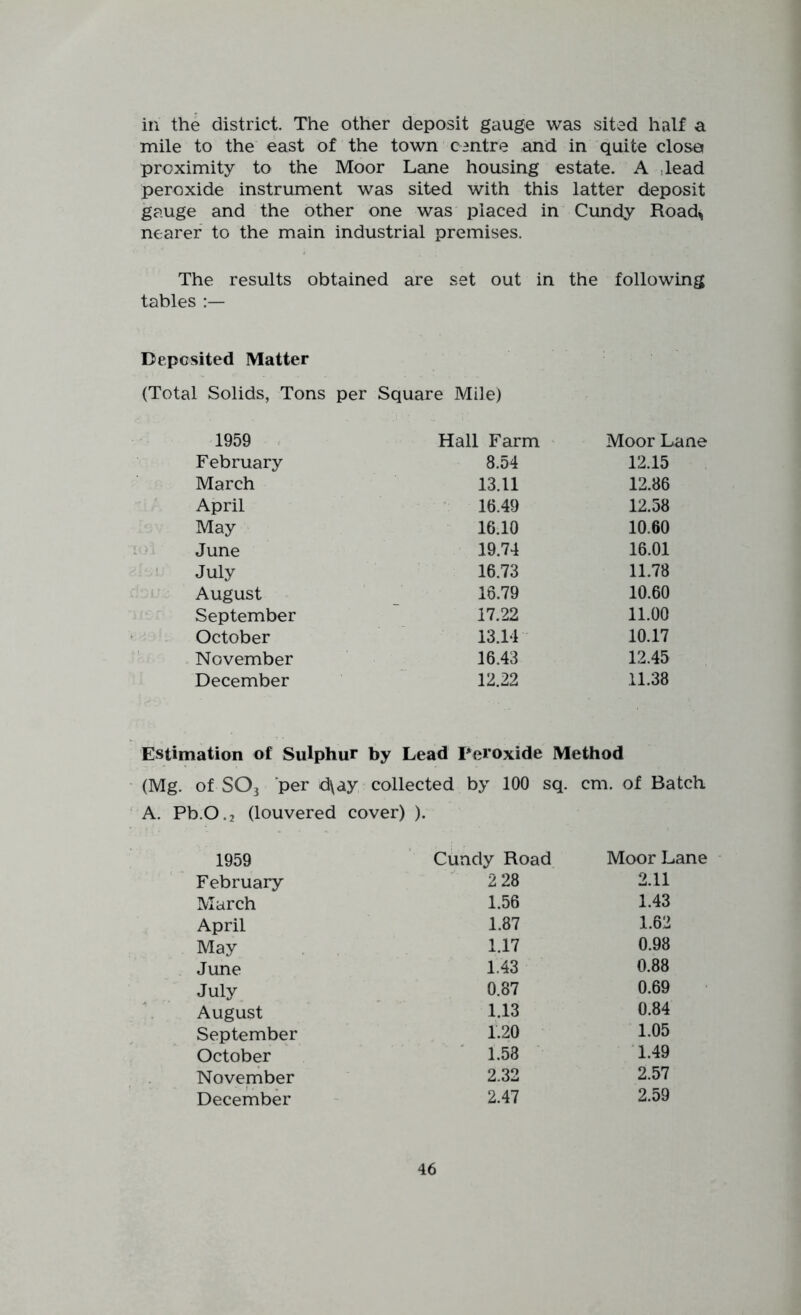 in the district. The other deposit gauge was sited half a
mile to the east of the town centre and in quite close
proximity to the Moor Lane housing estate. A lead
peroxide instrument was sited with this latter deposit
gauge and the other one was placed in Cundy Road,
nearer to the main industrial premises.
The results obtained are set out in the following
tables :—
Deposited Matter
(Total Solids, Tons per Square Mile)
1959 Hall Farm Moor Lane
February 8.54 12.15
March 13.11 12.86
April 16.49 12.58
May 16.10 10.60
June 19.74 16.01
July 16.73 11.78
August 16.79 10.60
September 17.22 11.00
October 13.14 10.17
November 16.43 12.45
December 12.22 11.38
Estimation of Sulphur by Lead Peroxide Method
(Mg. of SO3 per d\ay collected by 100 sq. cm. of Batch
A. Pb.O.2 (louvered cover) ).
1959 Cundy Road Moor Lane
February 2 28 2.11
March 1.56 1.43
April 1.87 1.62
May 1.17 0.98
June 1.43 0.88
July 0.87 0.69
August 1.13 0.84
September 1.20 1.05
October 1.58 1.49
November 2.32 2.57
December 2.47 2.59
46